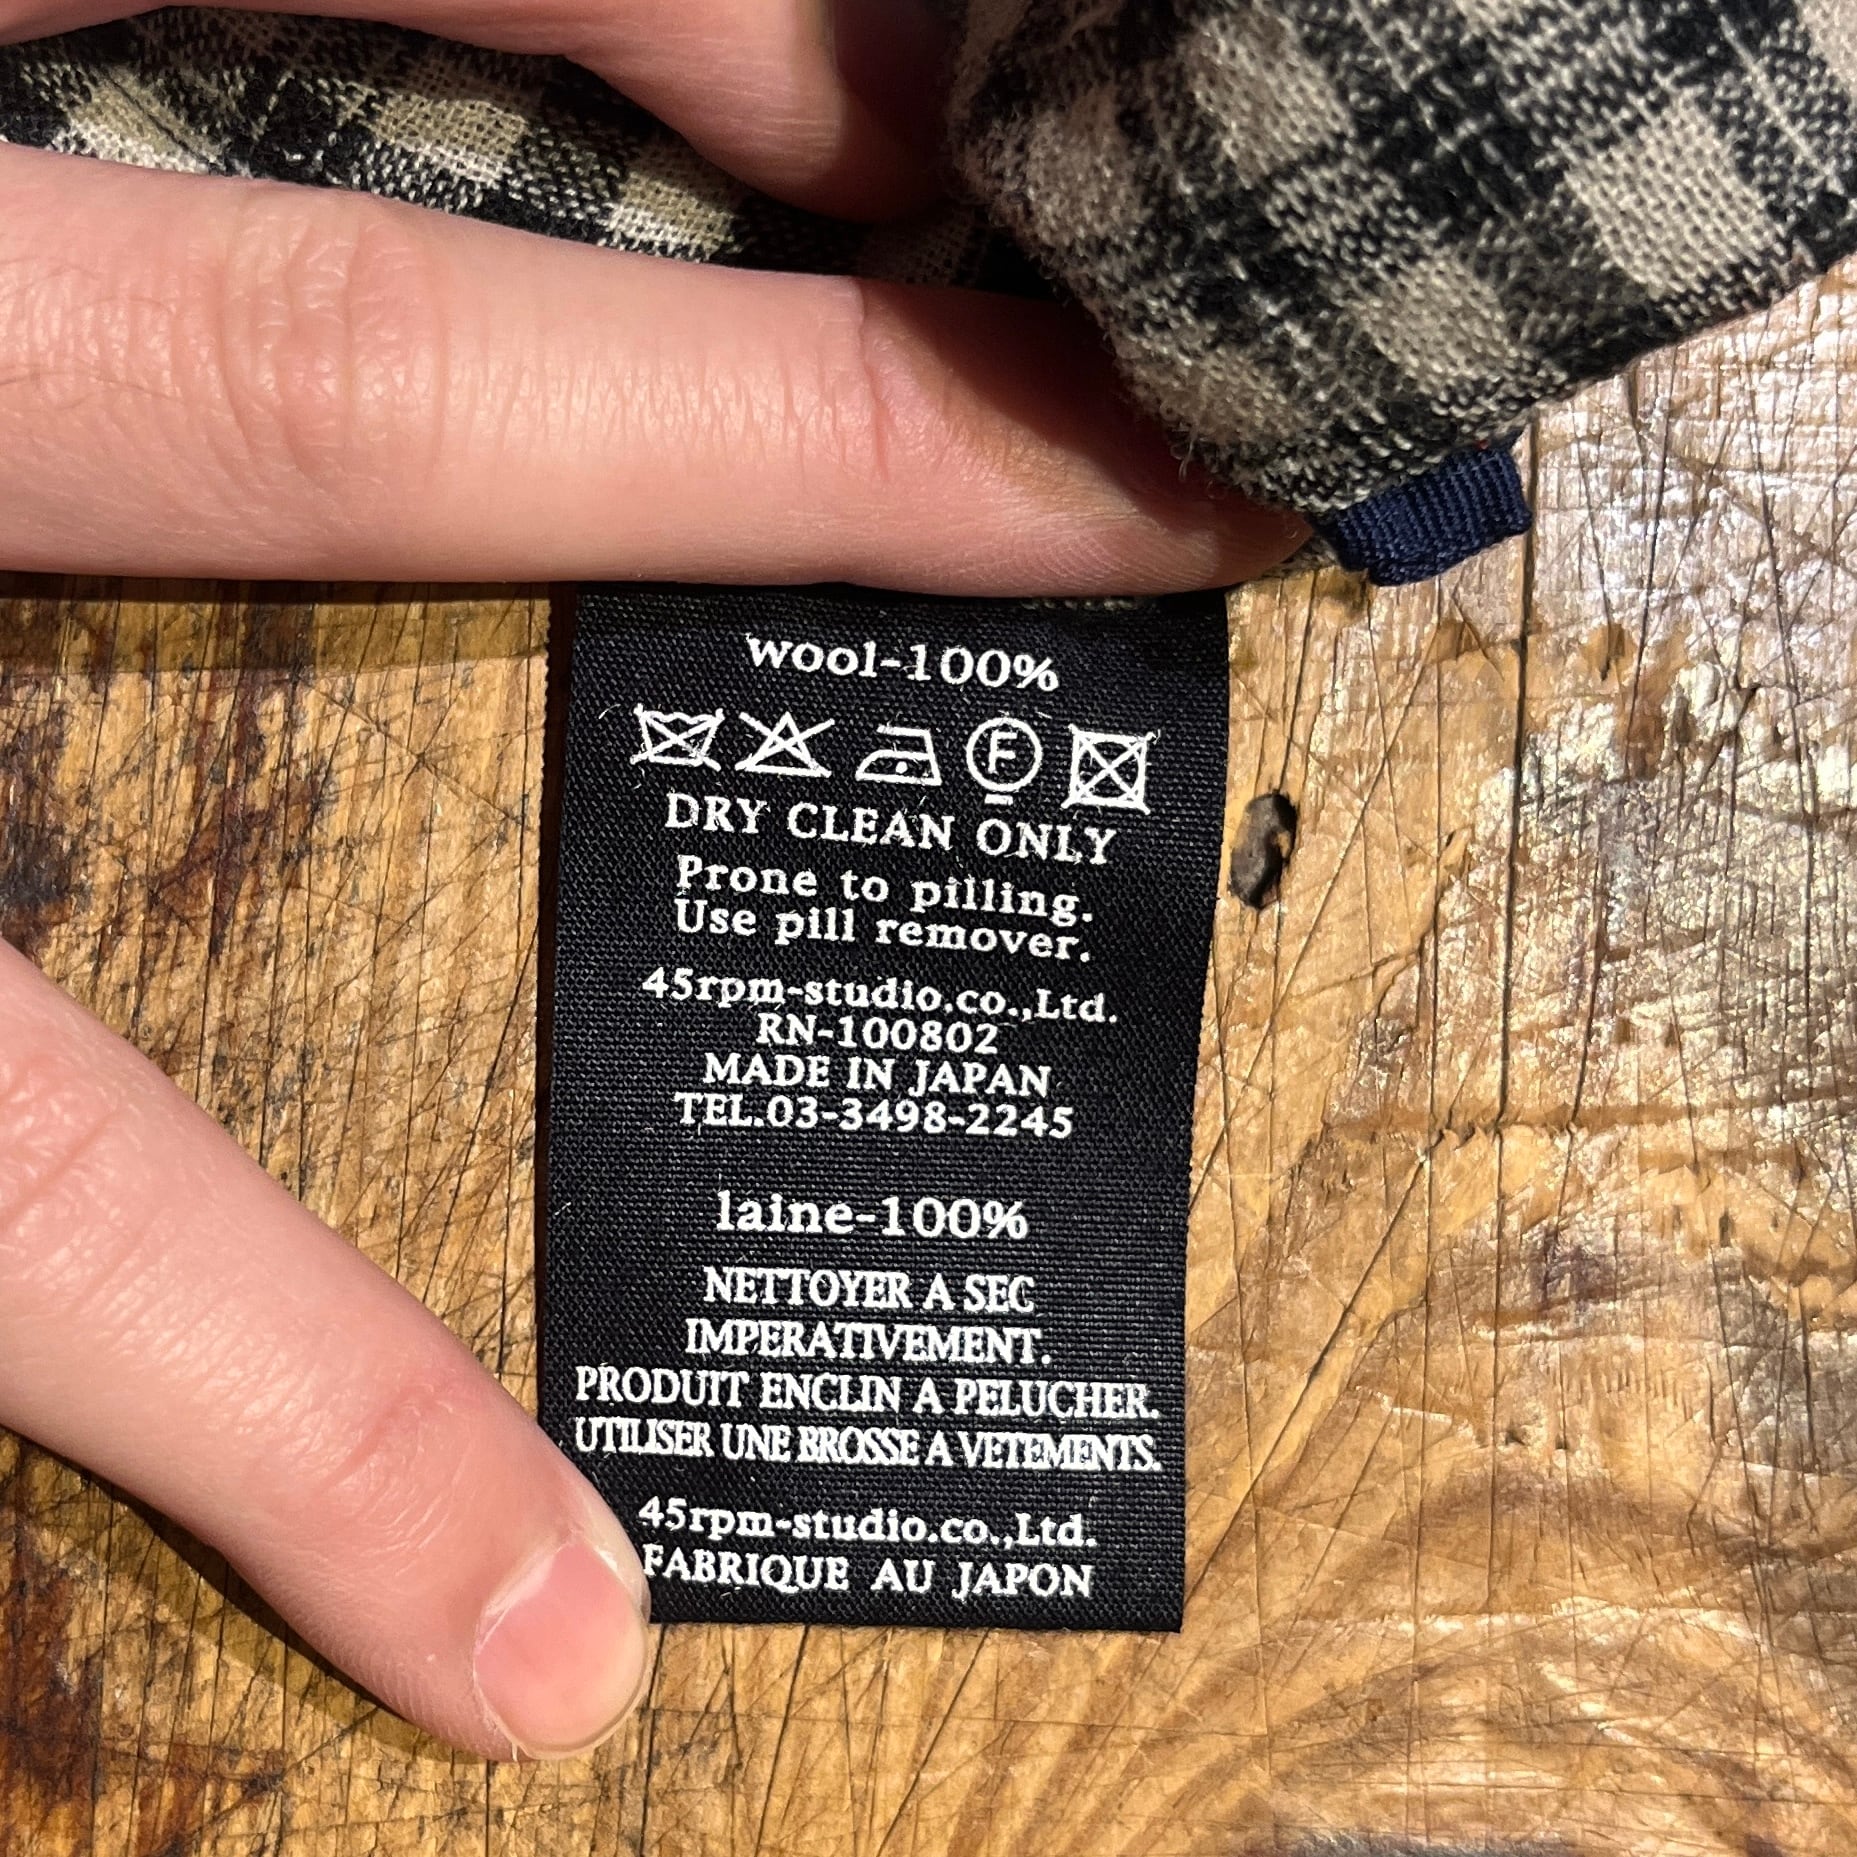 wool-100%
F
DRY CLEAN ONLY
Prone to pilling.
Use pill remover.
45rpm-studio.co.,Ltd.
RN-100802
MADE IN JAPAN
TEL.03-3498-2245
laine-100%
NETTOYER A SEC
IMPERATIVEMENT.
PRODUIT ENCLIN A PELUCHER.
UTILISER UNE BROSSE A VETEMENTS.
45rpm-studio.co.,Ltd.
FABRIQUE AU JAPON